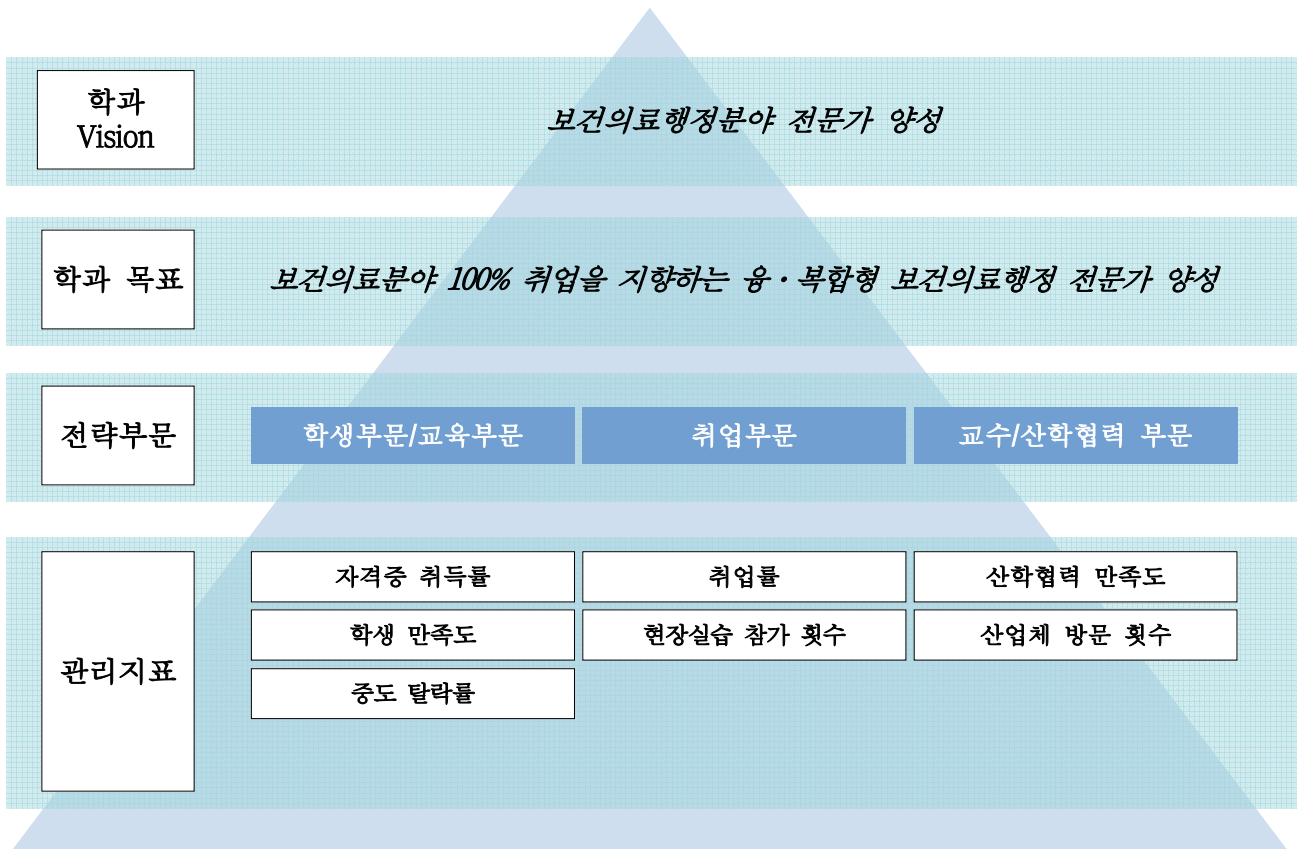 학과
Vision
보건의료행정분야 전문가 양성
학과 목표
보건의료분야 100% 취업을 지향하는 융·복합형 보건의료행정 전문가 양성
전략부문
학생부문/교육부문
취업부문
교수/산학협력 부문
관리지표
자격증 취득률
취업률
산학협력 만족도
학생 만족도
현장실습 참가 횟수
산업체 방문 횟수
중도 탈락률